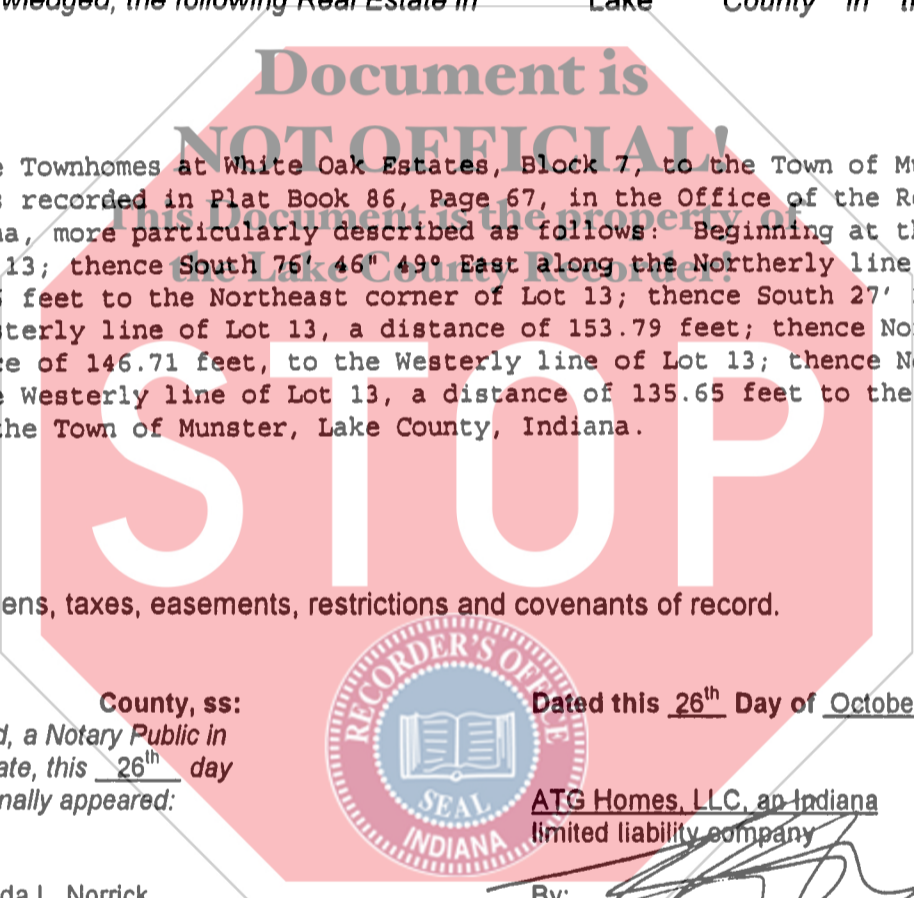 wledged, the following Real Estate in Lake County in th
Document is
NOT OFFICIAL!
e Townhomes at White Oak Estates, Block 7, to the Town of Mu
s recorded in Plat Book 86, Page 67, in the Office of the Re
This Document is the property of
na, more particularly described as follows: Beginning at th
13; thence South 76′ 46" 49° East along the Northerly line
the Lake County Recorder!
feet to the Northeast corner of Lot 13; thence South 27′
sterly line of Lot 13, a distance of 153.79 feet; thence No
ce of 146.71 feet, to the Westerly line of Lot 13; thence No
e Westerly line of Lot 13, a distance of 135.65 feet to the
the Town of Munster, Lake County, Indiana.
STOP
ens, taxes, easements, restrictions and covenants of record.
RECORDER'S OFFICE
SEAL
INDIANA
County, ss:
d, a Notary Public in
ate, this 26th day
nally appeared:
Dated this 26th Day of Octobe
ATG Homes, LLC, an Indiana
limited liability company
By:
da L. Norrick